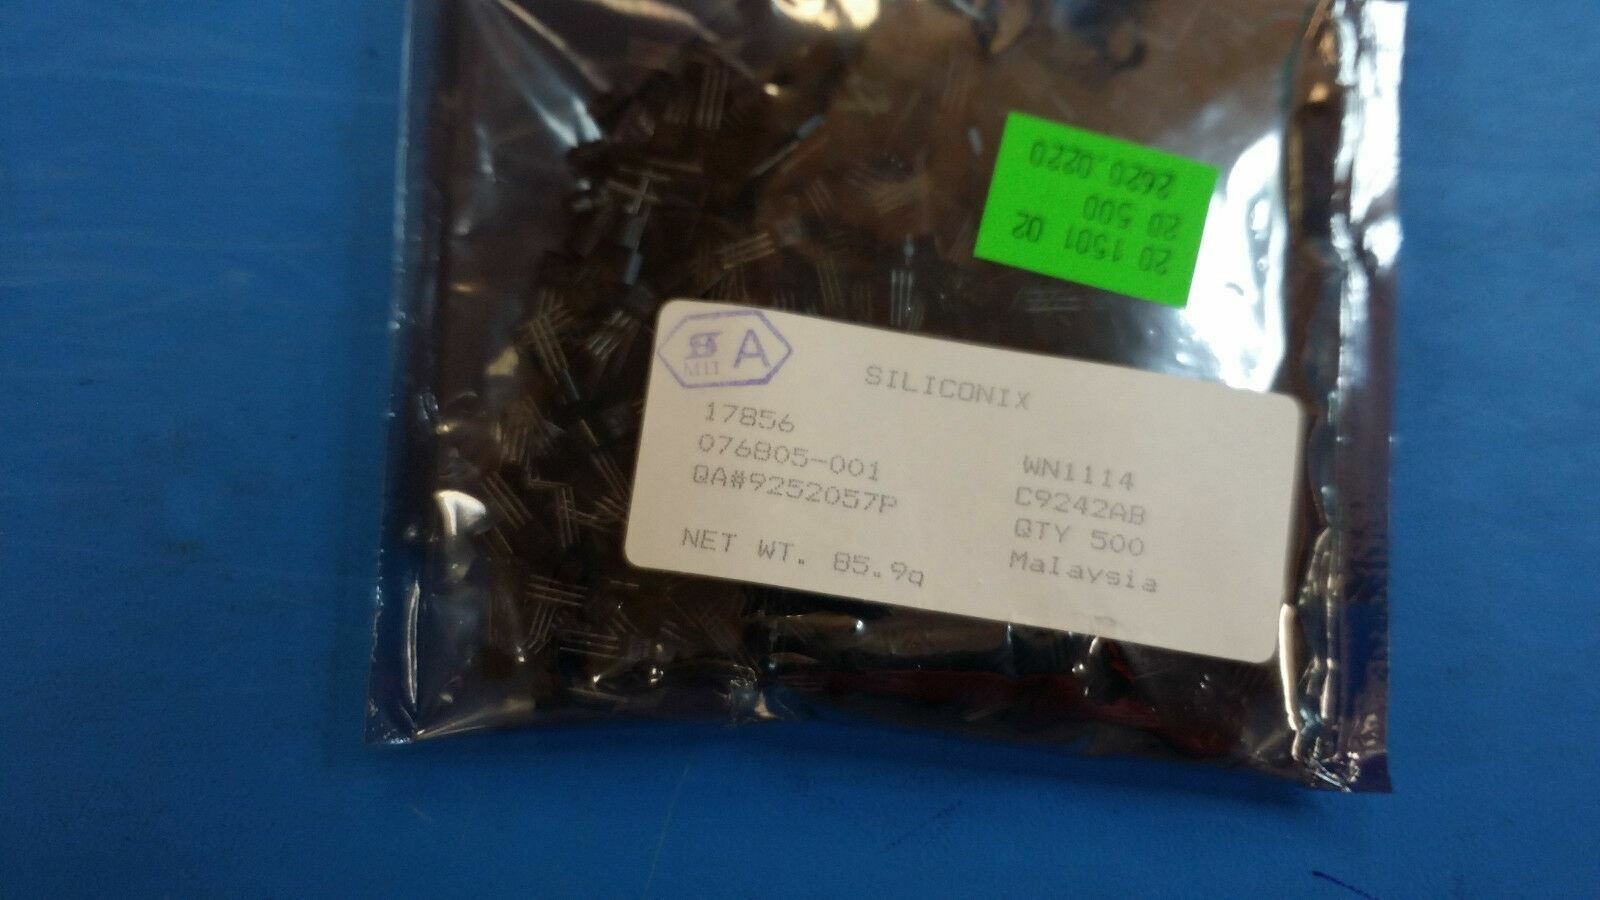 2620.0220
20 500
20 1501 02
A
MII
SILICONIX
17856
076805-001
QA#9252057P
WN1114
C9242AB
QTY 500
NET WT. 85.9g
Malaysia